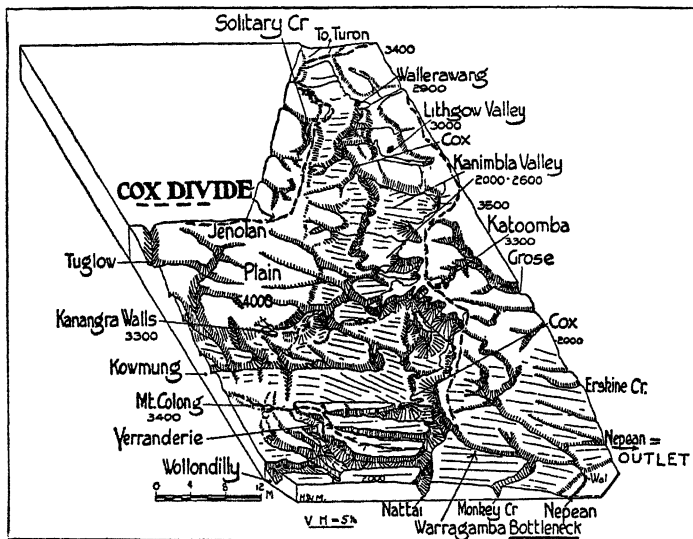 Solitary Cr
To Turon
3400
Wallerawang
2900
Lithgow Valley
3000
Cox
Kanimbla Valley
2000-2600
COX DIVIDE
3500
Jenolan
Katoomba
3300
Tuglow
Plain
Grose
4000
Kanangra Walls
3300
Cox
2000
Kowmung
Erskine Cr.
Mt. Colong
3400
Yerranderie
Nepean =
OUTLET
Wollondilly
2000
Wal
0 4 8 12 M
Nattai
Monkey Cr
Nepean
V H = 5h
Warragamba Bottleneck